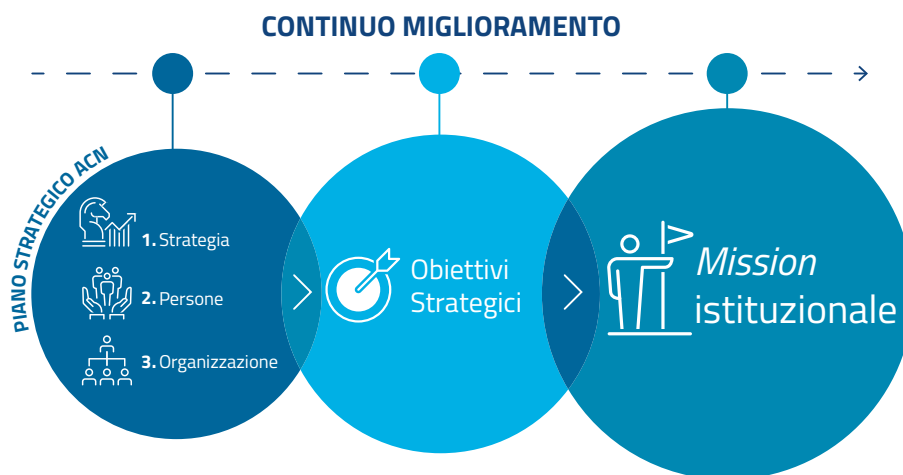 CONTINUO MIGLIORAMENTO
PIANO STRATEGICO ACN
1. Strategia
2. Persone
3. Organizzazione
Obiettivi
Strategici
Mission
istituzionale